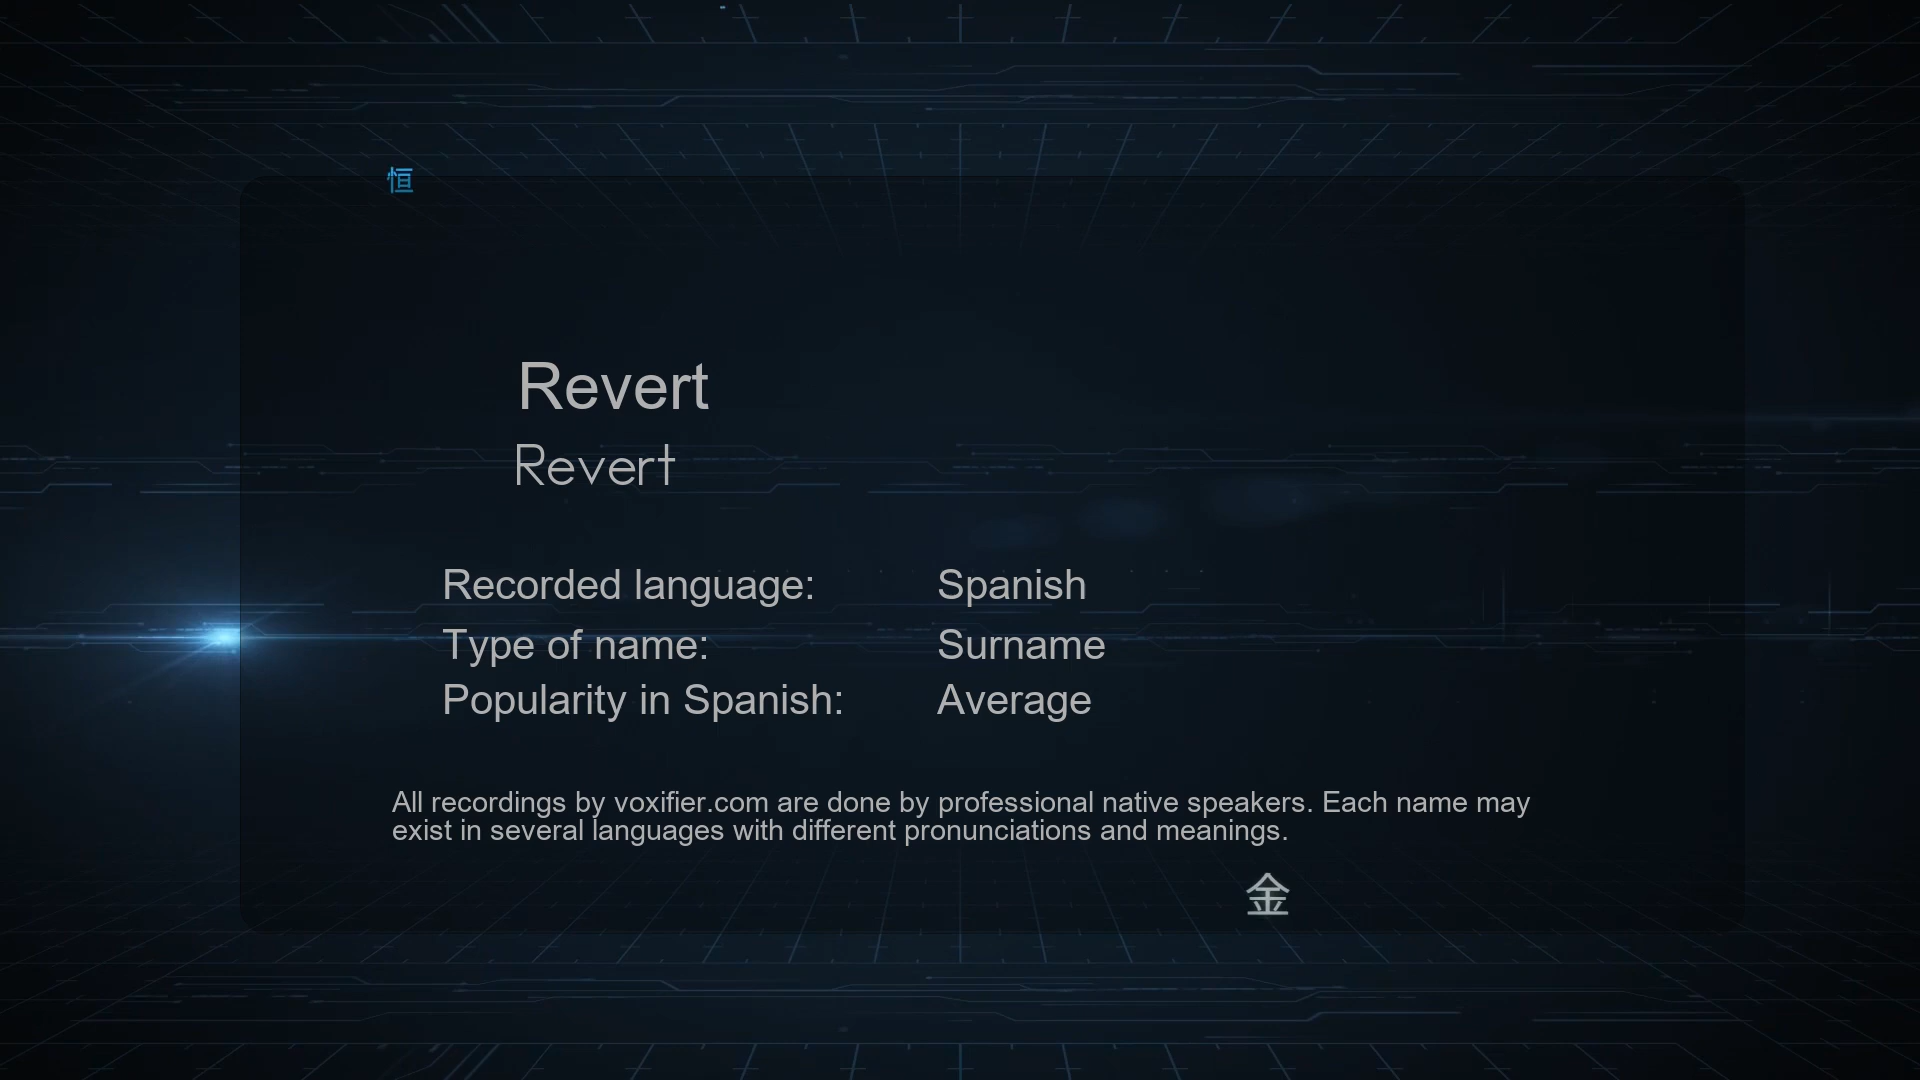 恒
Revert
Revert
Recorded language: Spanish
Type of name: Surname
Popularity in Spanish: Average
All recordings by voxifier.com are done by professional native speakers. Each name may
exist in several languages with different pronunciations and meanings.
金